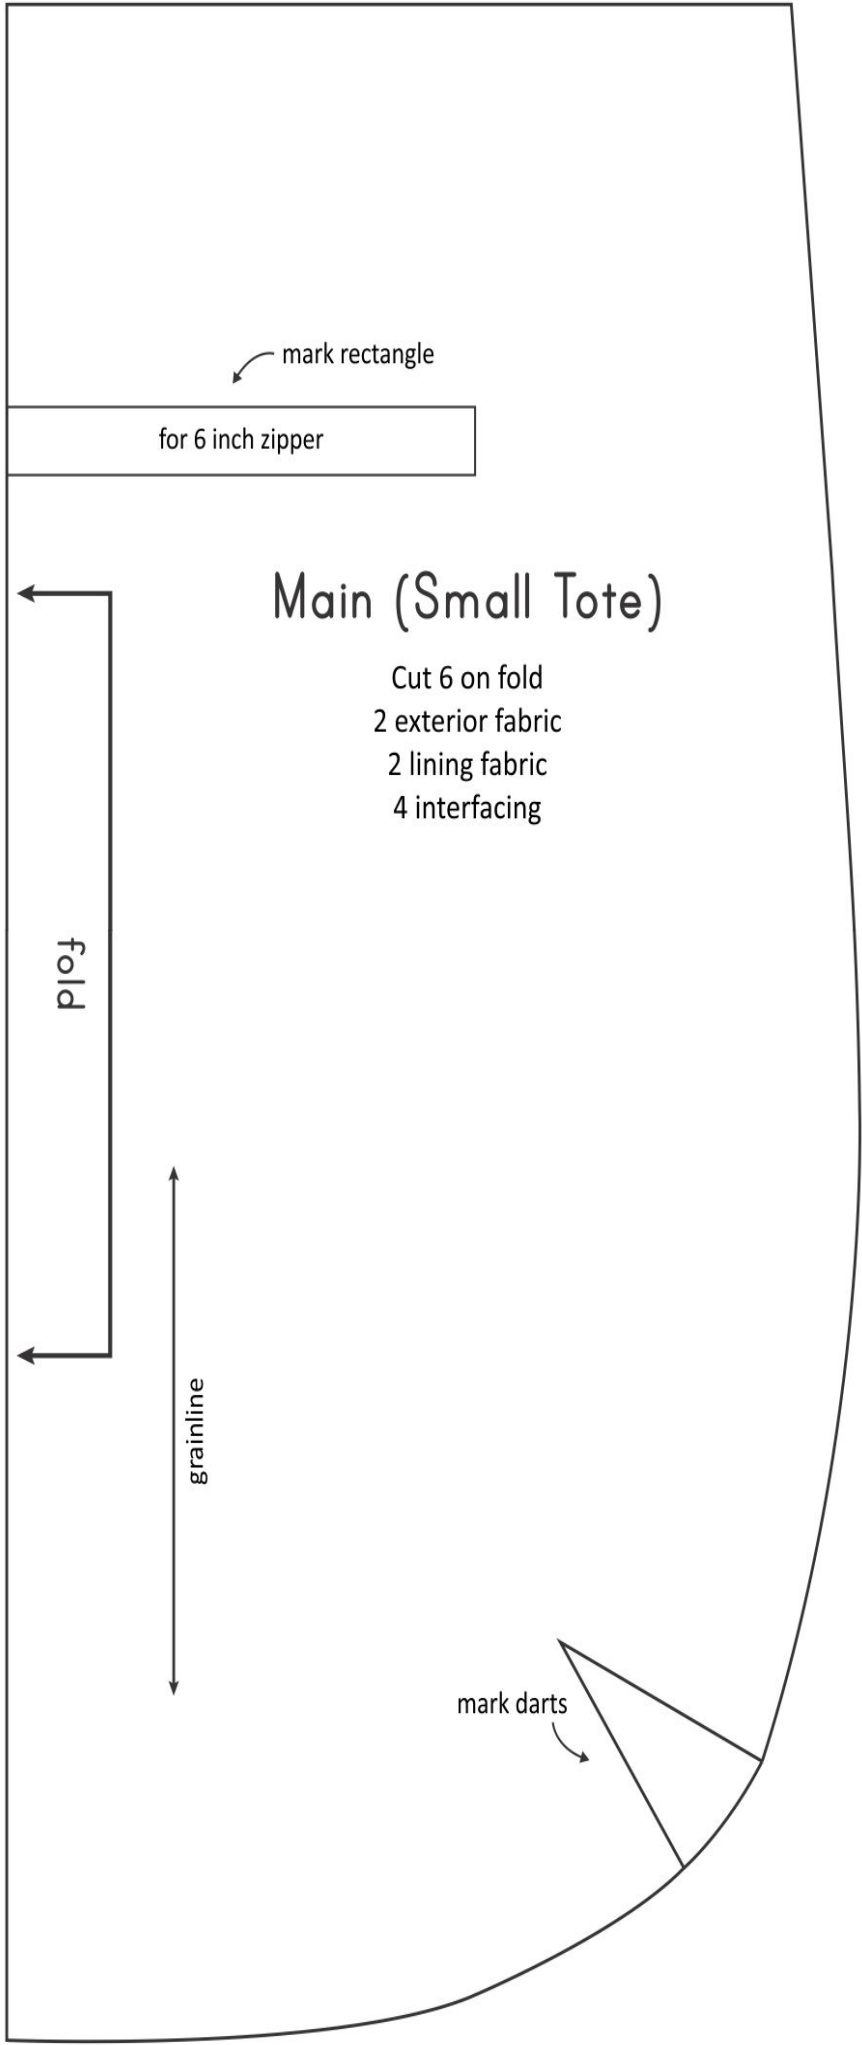 mark rectangle
for 6 inch zipper
Main (Small Tote)
Cut 6 on fold
2 exterior fabric
2 lining fabric
4 interfacing
fold
grainline
mark darts